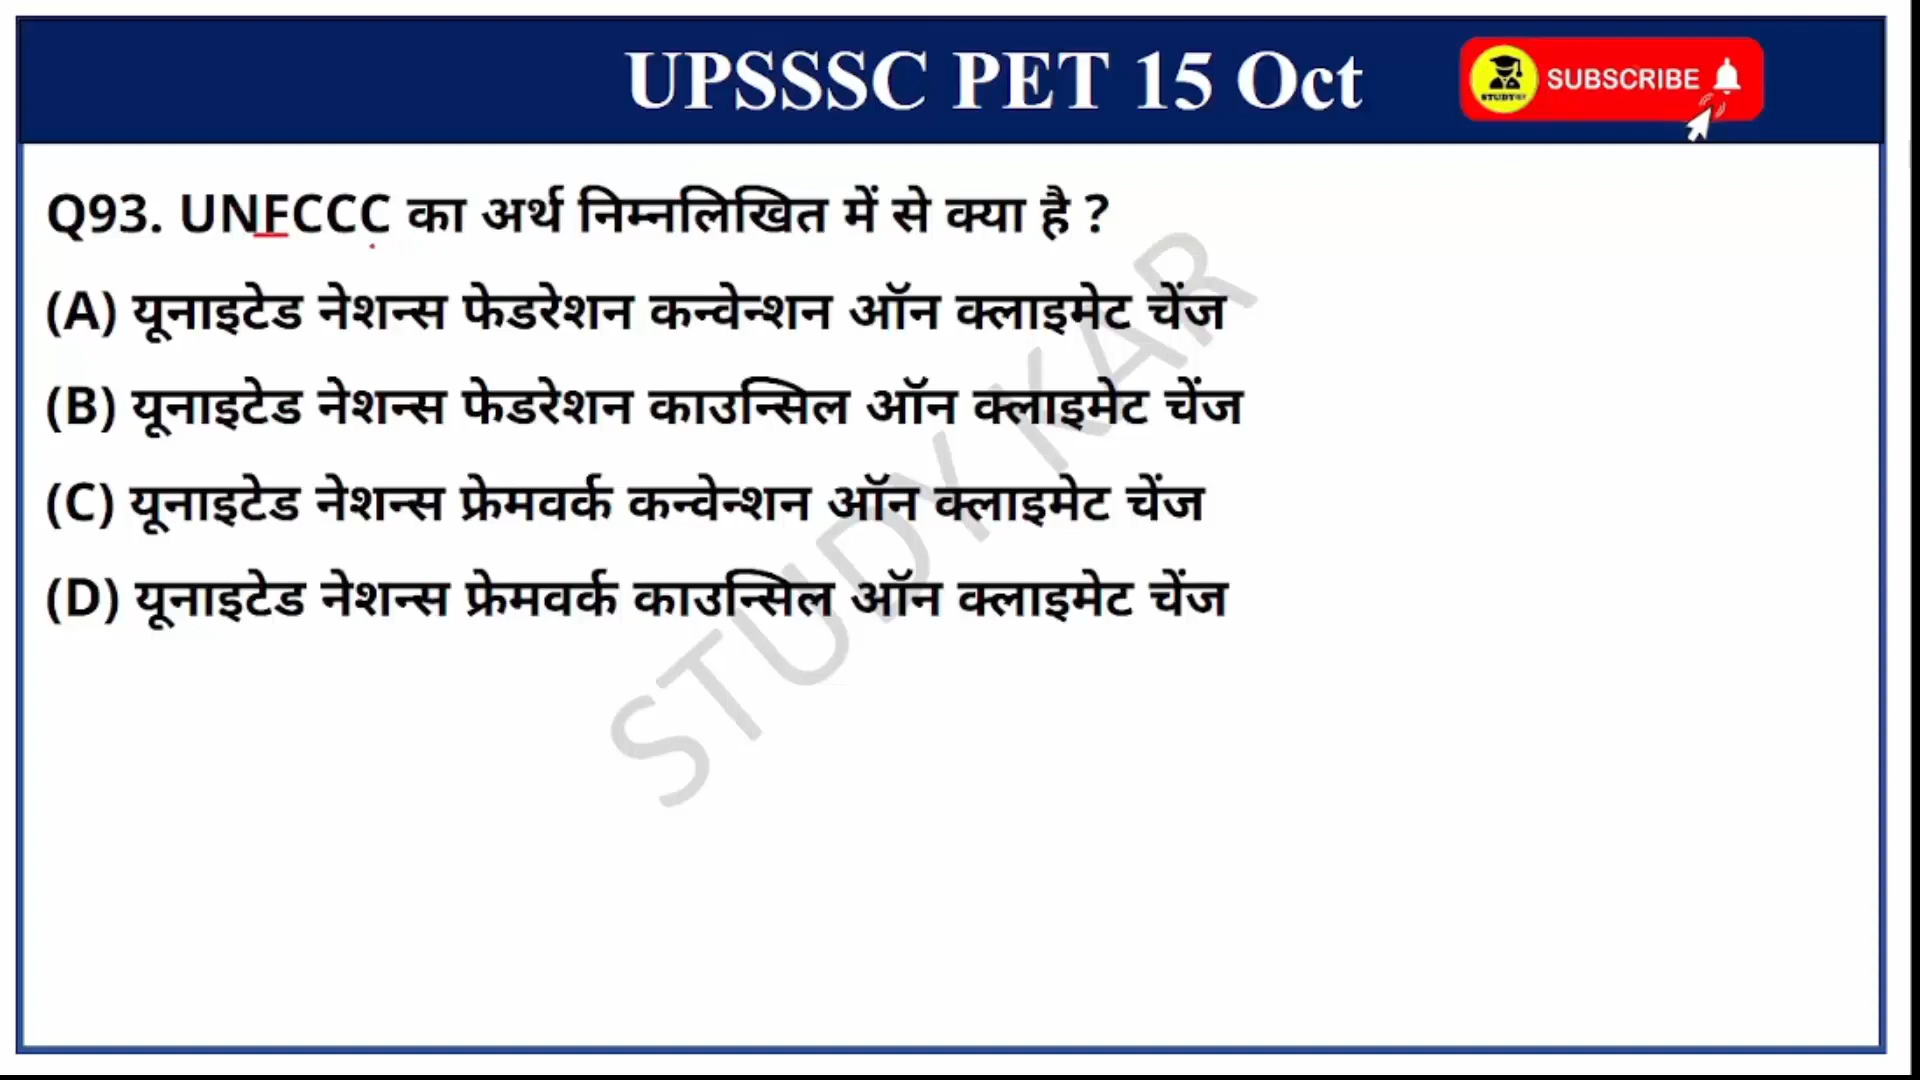 UPSSSC PET 15 Oct
STUDY KAR
SUBSCRIBE
Q93. UNFCCC का अर्थ निम्नलिखित में से क्या है ?
(A) यूनाइटेड नेशन्स फेडरेशन कन्वेन्शन ऑन क्लाइमेट चेंज
(B) यूनाइटेड नेशन्स फेडरेशन काउन्सिल ऑन क्लाइमेट चेंज
(C) यूनाइटेड नेशन्स फ्रेमवर्क कन्वेन्शन ऑन क्लाइमेट चेंज
(D) यूनाइटेड नेशन्स फ्रेमवर्क काउन्सिल ऑन क्लाइमेट चेंज
STUDY KAR